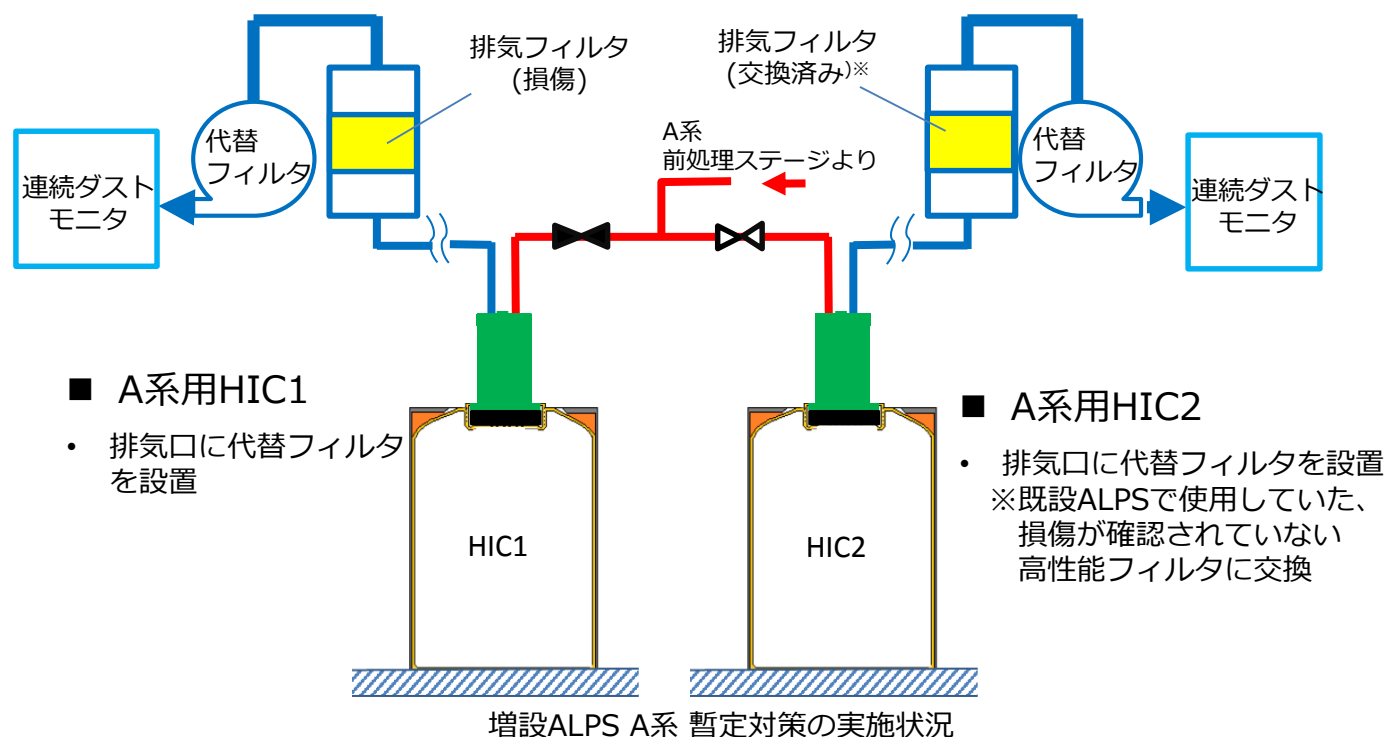 排気フィルタ
(損傷)
排気フィルタ
(交換済み)※
代替
フィルタ
A系
前処理ステージより
代替
フィルタ
連続ダスト
モニタ
連続ダスト
モニタ
■ A系用HIC1
• 排気口に代替フィルタ
を設置
■ A系用HIC2
• 排気口に代替フィルタを設置
※既設ALPSで使用していた、
損傷が確認されていない
高性能フィルタに交換
HIC1
HIC2
増設ALPS A系 暫定対策の実施状況